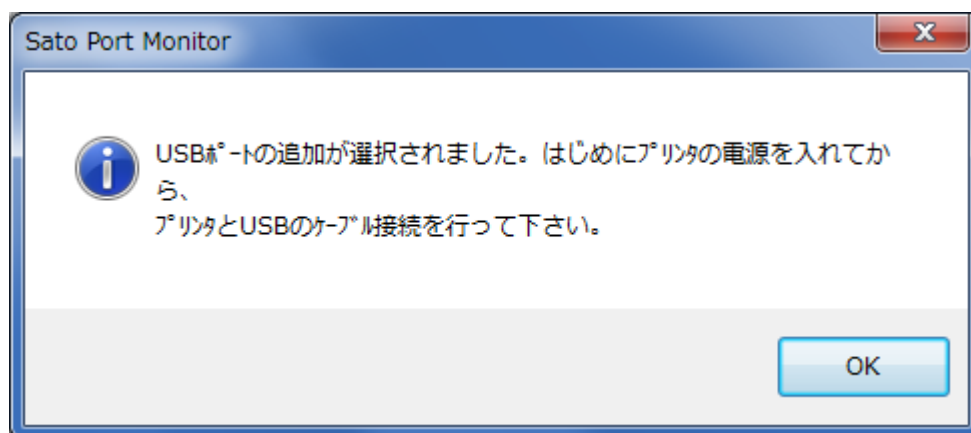 Sato Port Monitor
USBﾎﾟｰﾄの追加が選択されました。はじめにﾌﾟﾘﾝﾀの電源を入れてか
ら、
ﾌﾟﾘﾝﾀとUSBのｹｰﾌﾞﾙ接続を行って下さい。
OK